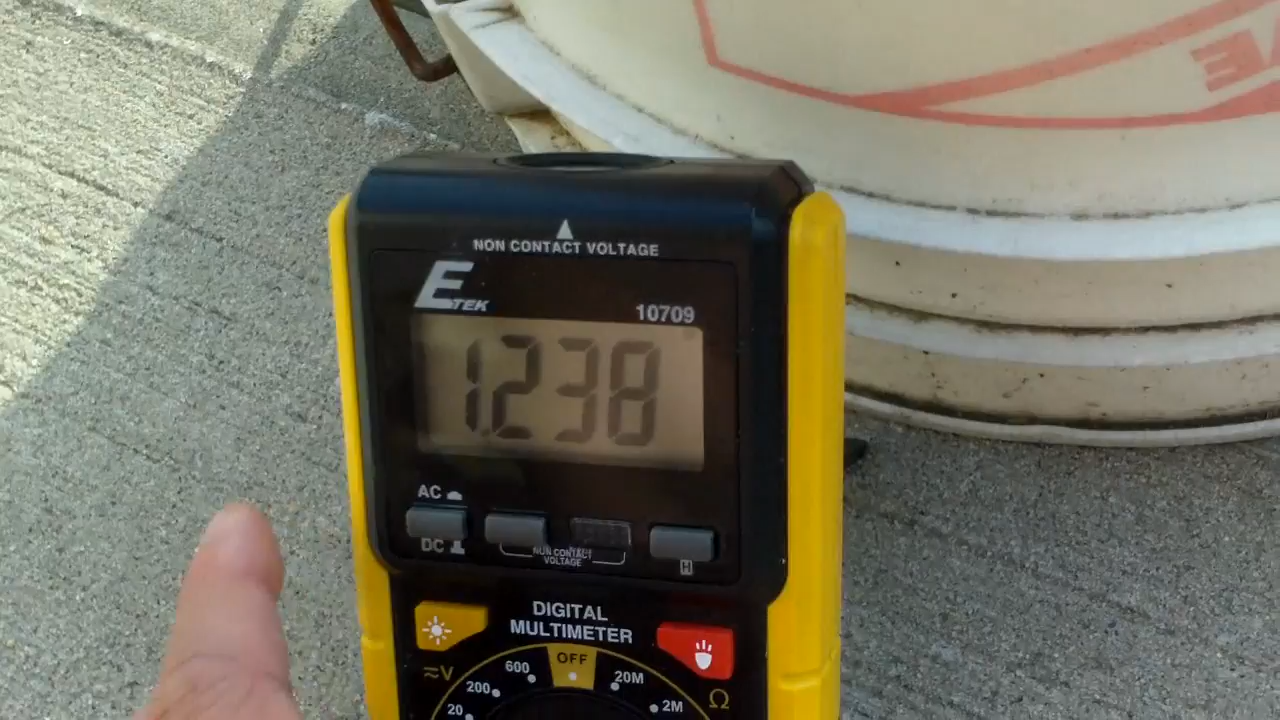 NON CONTACT VOLTAGE
ETEK
10709
1.238
AC
DC
NON CONTACT
VOLTAGE
H
DIGITAL
MULTIMETER
OFF
V
600
200
20
20M
2M
Ω